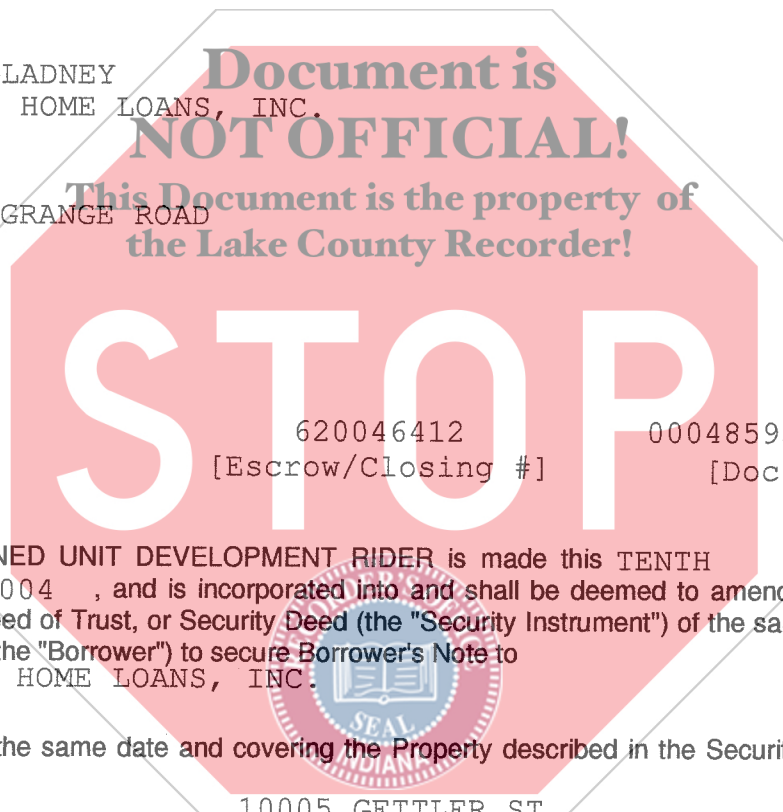 LADNEY
Document is
HOME LOANS, INC.
NOT OFFICIAL!
This Document is the property of
GRANGE ROAD
the Lake County Recorder!
STOP
620046412 0004859
[Escrow/Closing #] [Doc
NED UNIT DEVELOPMENT RIDER is made this TENTH
004 , and is incorporated into and shall be deemed to amend
ed of Trust, or Security Deed (the "Security Instrument") of the sa
the "Borrower") to secure Borrower's Note to
HOME LOANS, INC.
SEAL
the same date and covering the Property described in the Securi
10005 GETTLER ST